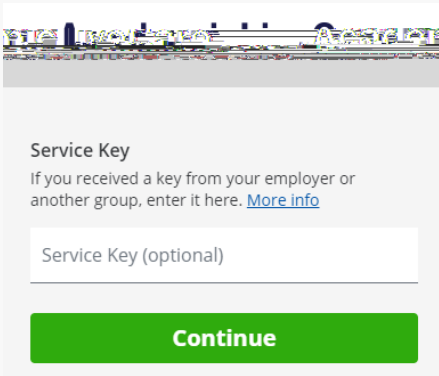 Service Key
If you received a key from your employer or
another group, enter it here. More info
Service Key (optional)
Continue